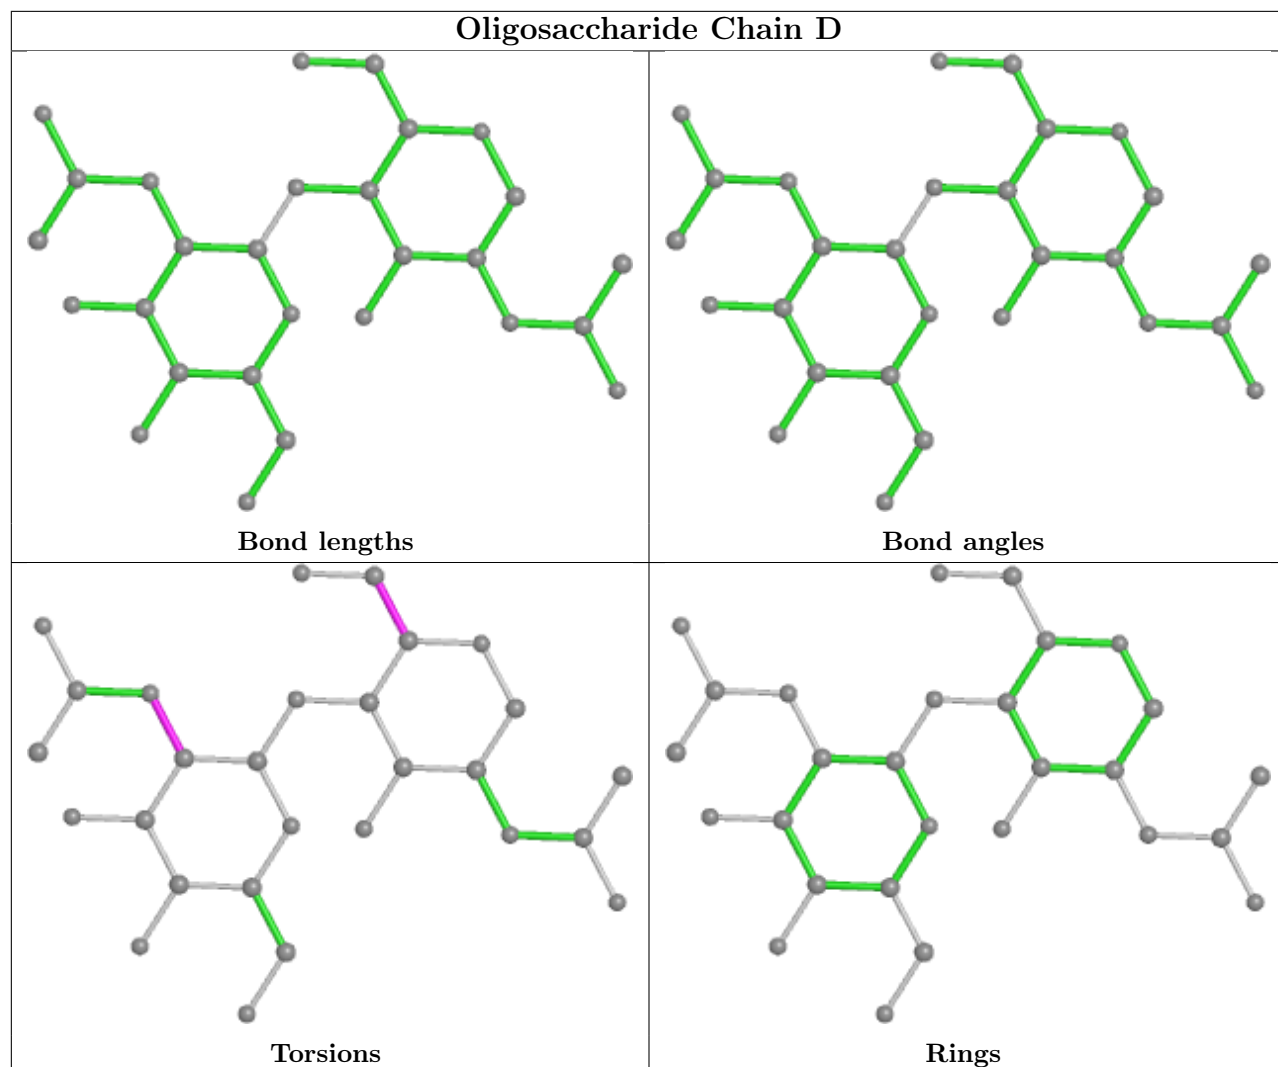 Oligosaccharide Chain D
Bond lengths
Bond angles
Torsions
Rings